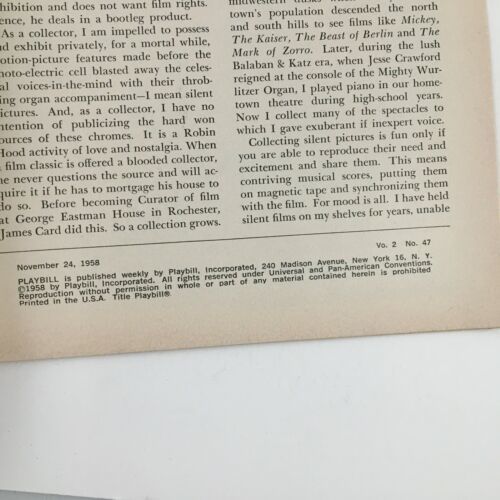 hibition and does not want film rights.
ence, he deals in a bootleg product.
As a collector, I am impelled to possess
nd exhibit privately, for a mortal while,
otion-picture features made before the
hoto-electric cell blasted away the celes-
al voices-in-the-mind with their throb-
ing organ accompaniment—I mean silent
ictures. And, as a collector, I have no
ntention of publicizing the hard won
ources of these chromes. It is a Robin
Hood activity of love and nostalgia. When
film classic is offered a blooded collector,
e never questions the source and will ac-
quire it if he has to mortgage his house to
do so. Before becoming Curator of film
at George Eastman House in Rochester,
James Card did this. So a collection grows.
midwestern dusks
town's population descended the north
and south hills to see films like Mickey,
The Kaiser, The Beast of Berlin and The
Mark of Zorro. Later, during the lush
Balaban & Katz era, when Jesse Crawford
reigned at the console of the Mighty Wur-
litzer Organ, I played piano in our home-
town theatre during high-school years.
Now I collect many of the spectacles to
which I gave exuberant if inexpert voice.
Collecting silent pictures is fun only if
you are able to reproduce their need and
excitement and share them. This means
contriving musical scores, putting them
on magnetic tape and synchronizing them
with the film. For mood is all. I have held
silent films on my shelves for years, unable
November 24, 1958
Vo. 2 No. 47
PLAYBILL is published weekly by Playbill, Incorporated, 240 Madison Avenue, New York 16, N. Y.
©1958 by Playbill, Incorporated. All rights reserved under Universal and Pan-American Conventions.
Reproduction without permission in whole or part of any material contained herein is prohibited
Printed in the U.S.A. Title Playbill®.